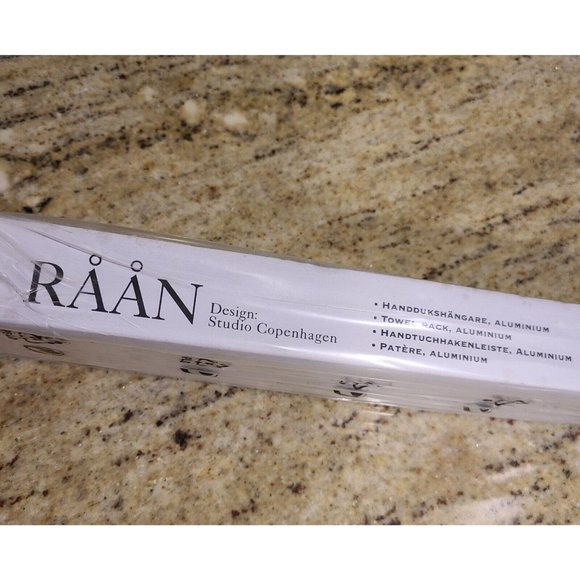 RÅÅN
Design:
Studio Copenhagen
• HANDDUKSHÄNGARE, ALUMINIUM
• TOWEL RACK, ALUMINIUM
• HANDTUCHHAKENLEISTE, ALUMINIUM
• PATÈRE, ALUMINIUM